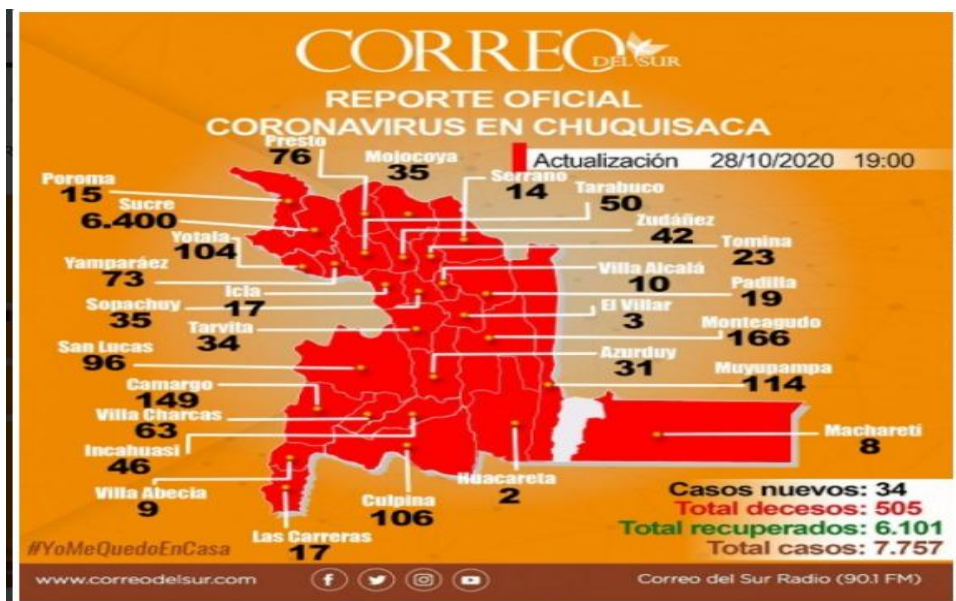 CORREO
DEL SUR
REPORTE OFICIAL
CORONAVIRUS EN CHUQUISACA
Actualización 28/10/2020 19:00
Presto
76
Mojocoya
35
Serrano
14
Tarabuco
50
Poroma
15
Sucre
6.400
Zudáñez
42
Yotala
104
Tomina
23
Yamparáez
73
Villa Alcalá
10
Icla
17
Padilla
19
Sopachuy
35
El Villar
3
Tarvita
34
Monteagudo
166
San Lucas
96
Azurduy
31
Muyupampa
114
Camargo
149
Villa Charcas
63
Machareti
8
Incahuasi
46
Villa Abecia
9
Huacareta
2
Culpina
106
Las Carreras
17
Casos nuevos: 34
Total decesos: 505
Total recuperados: 6.101
Total casos: 7.757
#YoMeQuedoEnCasa
www.correodelsur.com
Correo del Sur Radio (90.1 FM)